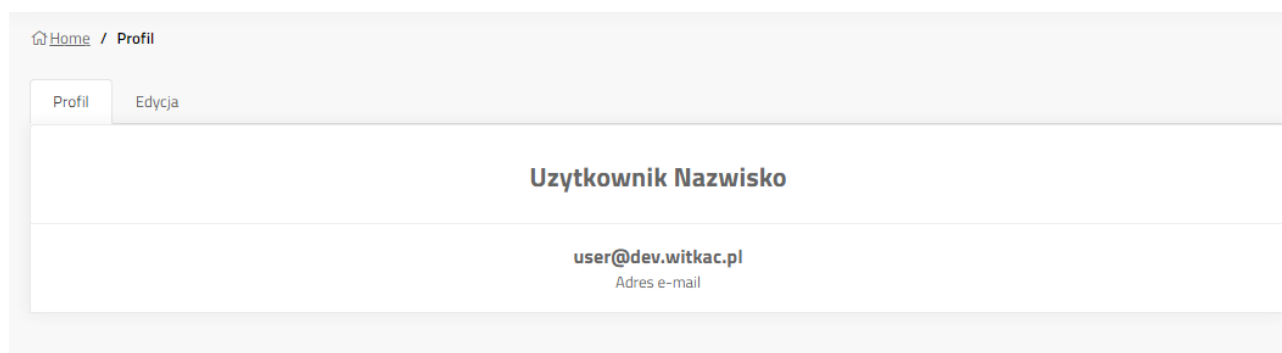 Home / Profil
Profil Edycja
Uzytkownik Nazwisko
user@dev.witkac.pl
Adres e-mail